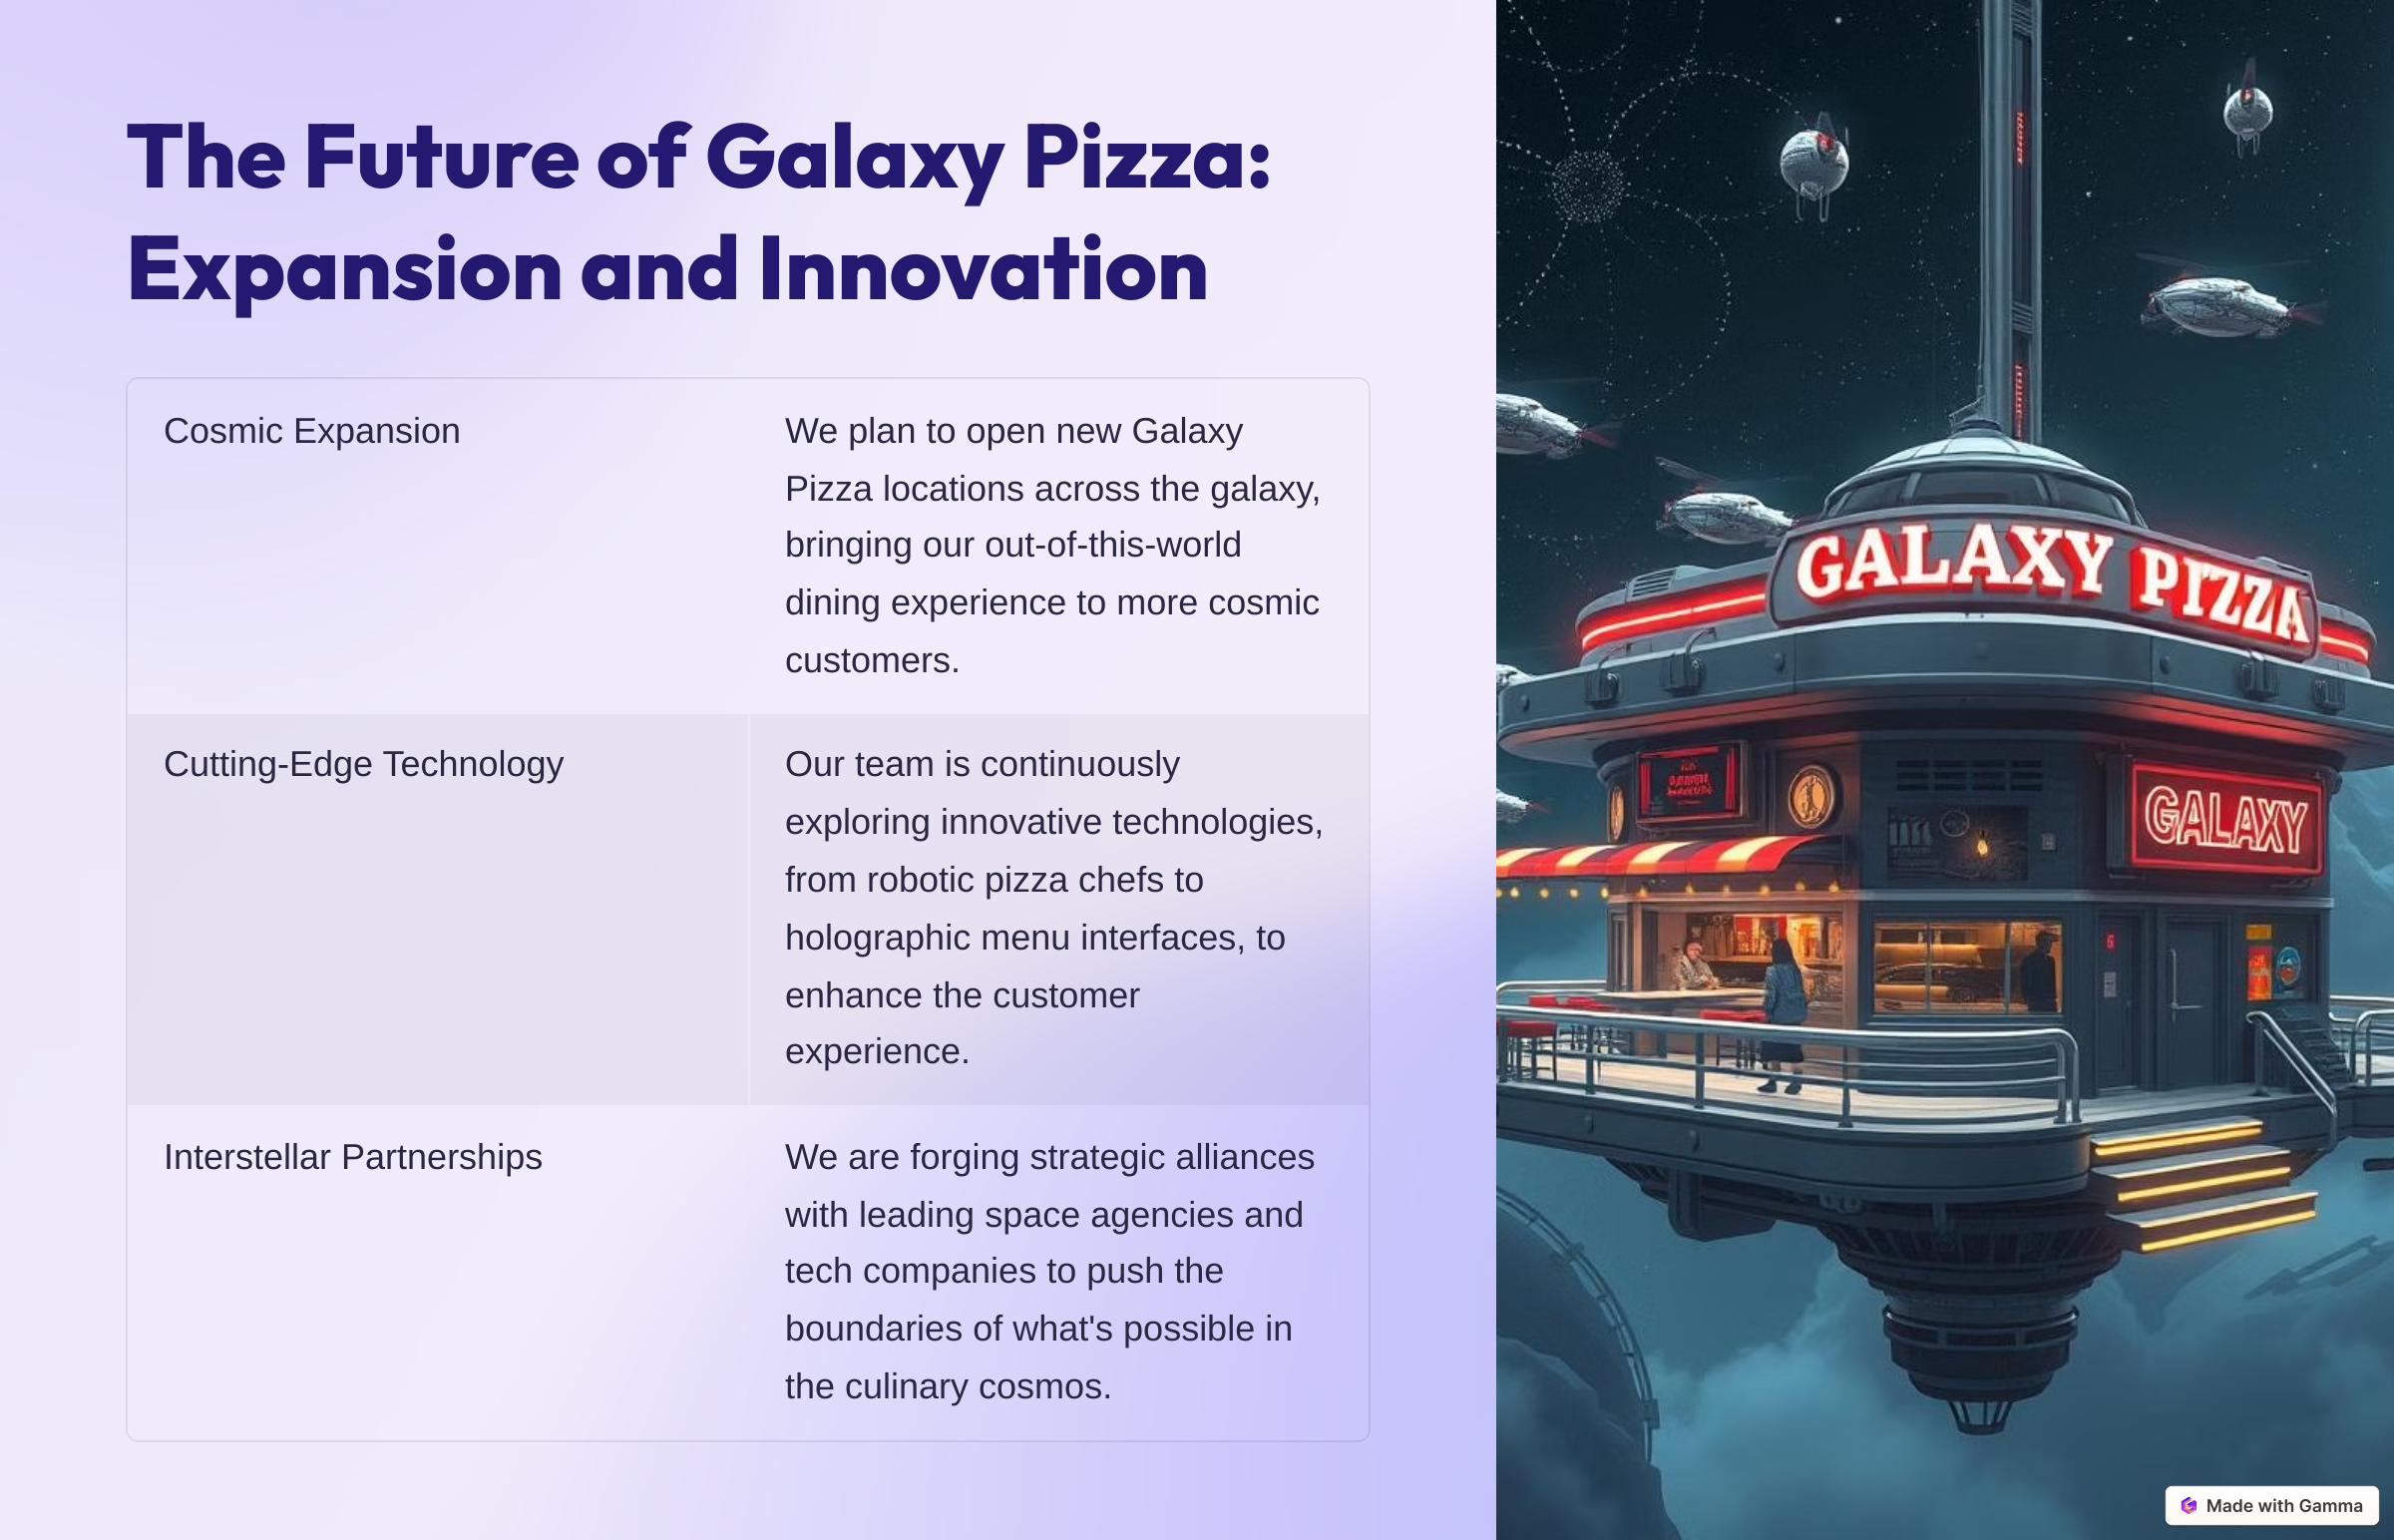 The Future of Galaxy Pizza:
Expansion and Innovation
Cosmic Expansion
We plan to open new Galaxy
Pizza locations across the galaxy,
bringing our out-of-this-world
dining experience to more cosmic
customers.
Cutting-Edge Technology
Our team is continuously
exploring innovative technologies,
from robotic pizza chefs to
holographic menu interfaces, to
enhance the customer
experience.
Interstellar Partnerships
We are forging strategic alliances
with leading space agencies and
tech companies to push the
boundaries of what's possible in
the culinary cosmos.
GALAXY PIZZA
GALAXY
Made with Gamma